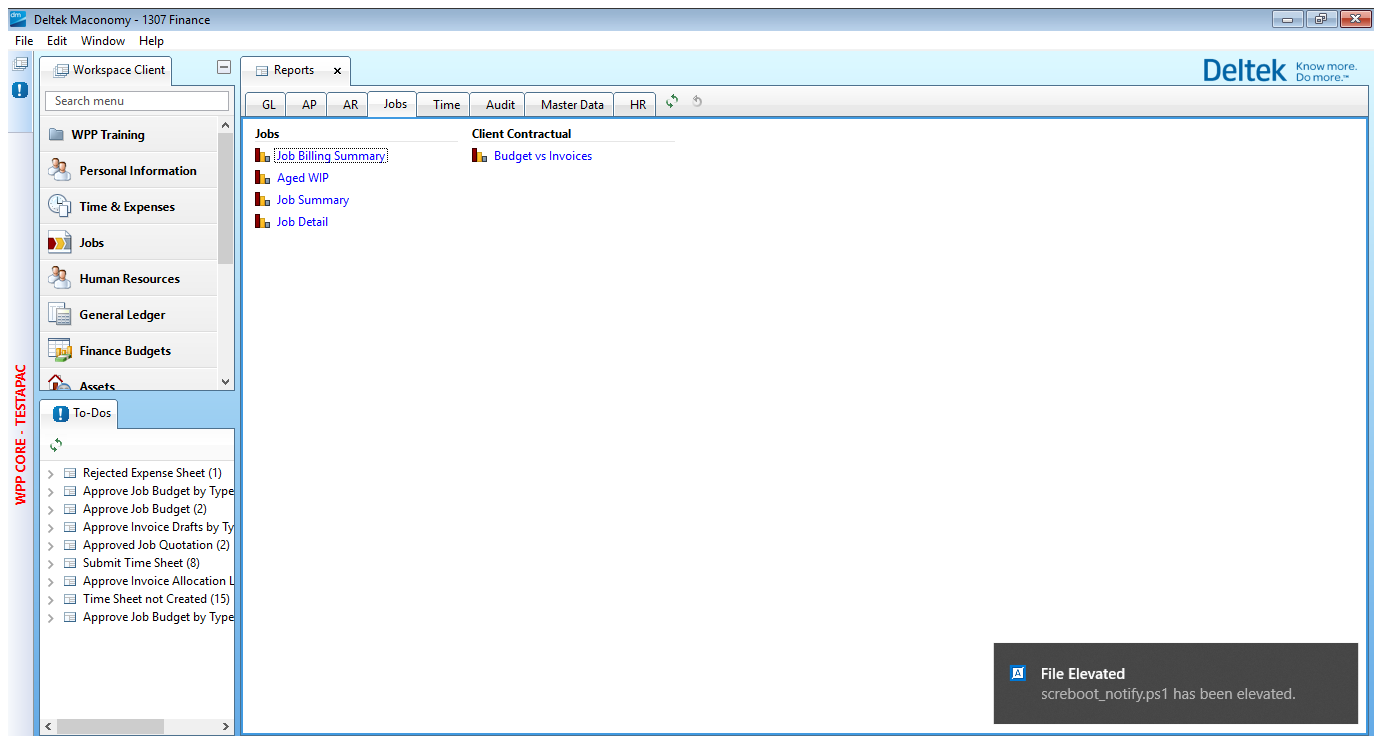 Deltek Maconomy - 1307 Finance
File Edit Window Help
Workspace Client
Search menu
WPP Training
Personal Information
Time & Expenses
Jobs
Human Resources
General Ledger
Finance Budgets
Assets
WPP CORE - TESTAPAC
To-Dos
Rejected Expense Sheet (1)
Approve Job Budget by Type
Approve Job Budget (2)
Approve Invoice Drafts by Ty
Approved Job Quotation (2)
Submit Time Sheet (8)
Approve Invoice Allocation L
Time Sheet not Created (15)
Approve Job Budget by Type
Reports x
Deltek Know more.
Do more.™
GL AP AR Jobs Time Audit Master Data HR
Jobs
Job Billing Summary
Aged WIP
Job Summary
Job Detail
Client Contractual
Budget vs Invoices
File Elevated
screboot_notify.ps1 has been elevated.